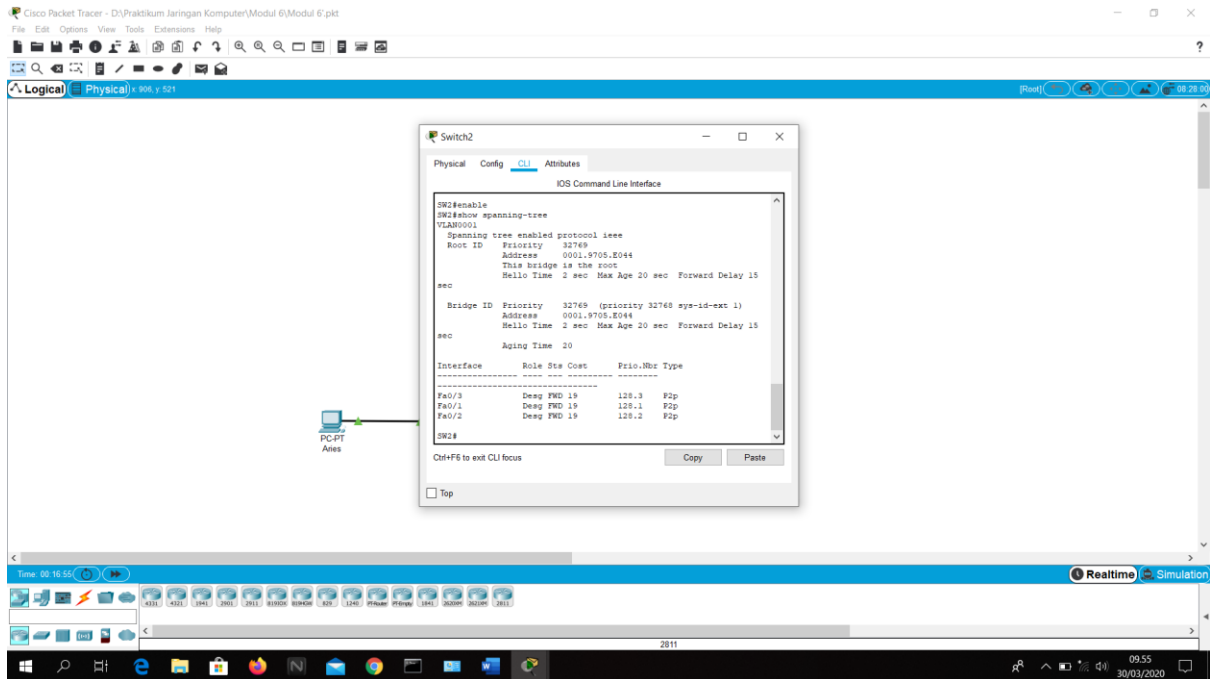 Cisco Packet Tracer - D:\Praktikum Jaringan Komputer\Modul 6\Modul 6'.pkt
File Edit Options View Tools Extensions Help
?
Logical Physical x: 906, y: 521 [Root] 08:28:00
Switch2
Physical Config CLI Attributes
IOS Command Line Interface
SW2#enable
SW2#show spanning-tree
VLAN0001
Spanning tree enabled protocol ieee
Root ID Priority 32769
Address 0001.9705.E044
This bridge is the root
Hello Time 2 sec Max Age 20 sec Forward Delay 15
sec
Bridge ID Priority 32769 (priority 32768 sys-id-ext 1)
Address 0001.9705.E044
Hello Time 2 sec Max Age 20 sec Forward Delay 15
sec
Aging Time 20
Interface Role Sts Cost Prio.Nbr Type
---------------- ---- --- --------- --------
--------------------------------
Fa0/3 Desg FWD 19 128.3 P2p
Fa0/1 Desg FWD 19 128.1 P2p
Fa0/2 Desg FWD 19 128.2 P2p
SW2#
Ctrl+F6 to exit CLI focus Copy Paste
Top
PC-PT
Aries
Time: 00:16:55 Realtime Simulation
4331 4321 1941 2901 2911 819IOX 819HGW 829 1240 PT-Router PT-Empty 1841 2620XM 2621XM 2811
2811
09.55
30/03/2020